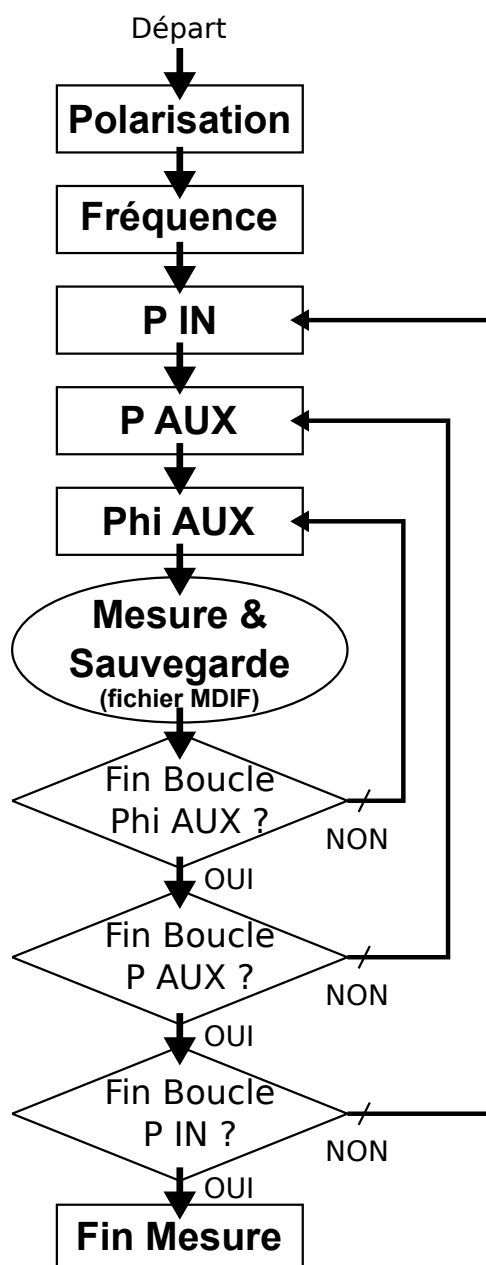 Départ
Polarisation
Fréquence
P IN
P AUX
Phi AUX
Mesure &
Sauvegarde
(fichier MDIF)
Fin Boucle
Phi AUX ?
NON
OUI
Fin Boucle
P AUX ?
NON
OUI
Fin Boucle
P IN ?
NON
OUI
Fin Mesure